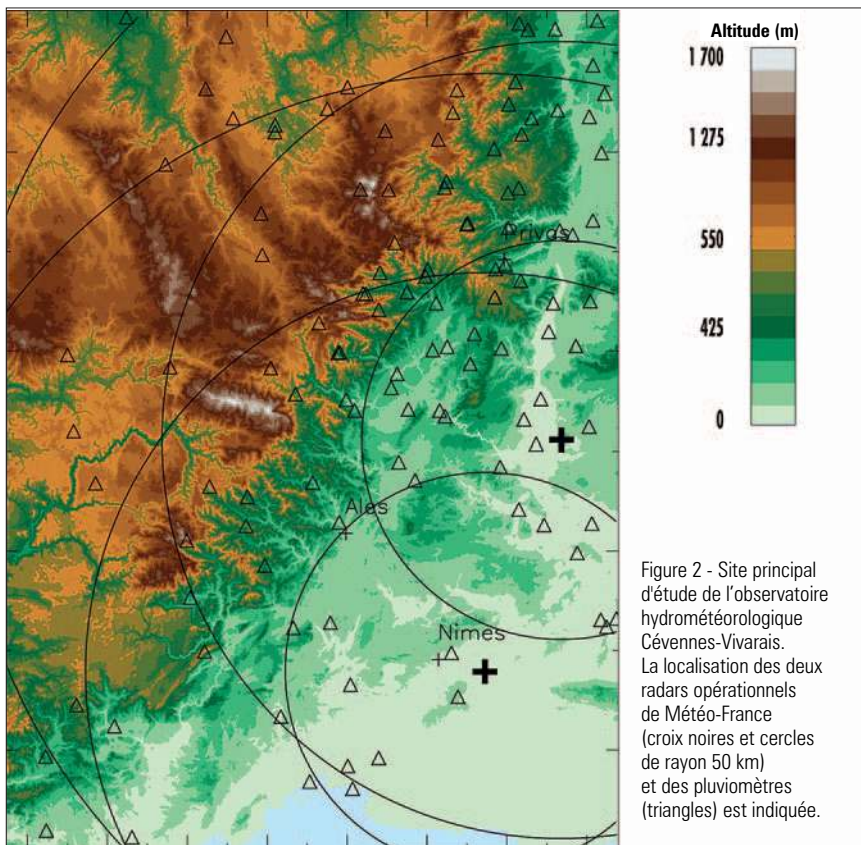 Altitude (m)
1 700
1 275
550
425
0
Privas
Ales
Nîmes
Figure 2 - Site principal
d'étude de l'observatoire
hydrométéorologique
Cévennes-Vivarais.
La localisation des deux
radars opérationnels
de Météo-France
(croix noires et cercles
de rayon 50 km)
et des pluviomètres
(triangles) est indiquée.